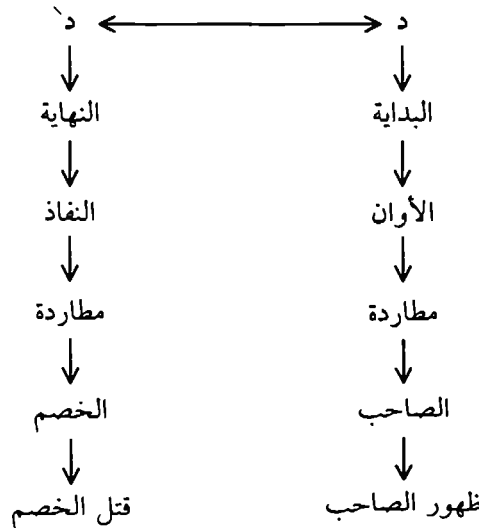 د د َ
البداية النهاية
الأوان النفاذ
مطاردة مطاردة
الصاحب الخصم
ظهور الصاحب قتل الخصم